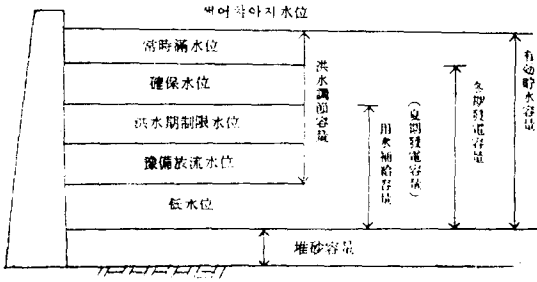 水位
常時滿水位
確保水位
洪水期制限水位
豫備放流水位
低水位
堆砂容量
洪水調節容量
用水補給容量
(夏期發電容量)
冬期發電容量
有効貯水容量